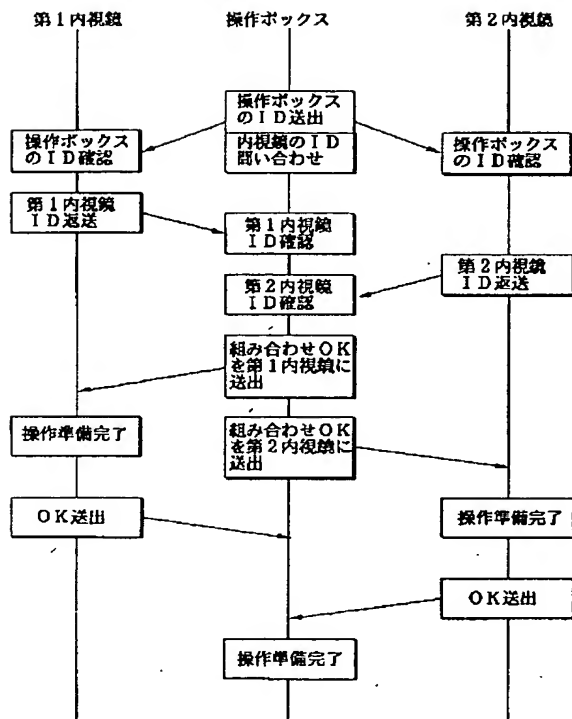 第1内視鏡
操作ボックス
第2内視鏡
操作ボックス
のID送出
内視鏡のID
問い合わせ
操作ボックス
のID確認
操作ボックス
のID確認
第1内視鏡
ID返送
第1内視鏡
ID確認
第2内視鏡
ID返送
第2内視鏡
ID確認
組み合わせOK
を第1内視鏡に
送出
操作準備完了
組み合わせOK
を第2内視鏡に
送出
OK送出
操作準備完了
OK送出
操作準備完了